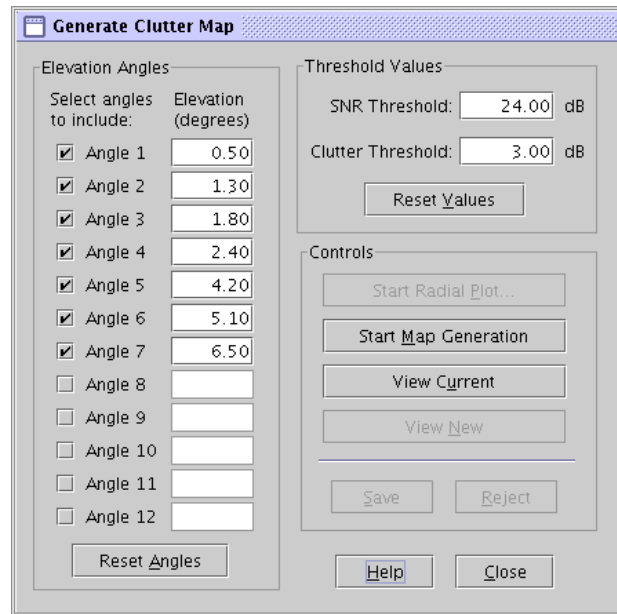 Generate Clutter Map
Elevation Angles
Select angles
to include:
Elevation
(degrees)
Angle 1 0.50
Angle 2 1.30
Angle 3 1.80
Angle 4 2.40
Angle 5 4.20
Angle 6 5.10
Angle 7 6.50
Angle 8
Angle 9
Angle 10
Angle 11
Angle 12
Reset Angles
Threshold Values
SNR Threshold: 24.00 dB
Clutter Threshold: 3.00 dB
Reset Values
Controls
Start Radial Plot...
Start Map Generation
View Current
View New
Save Reject
Help Close